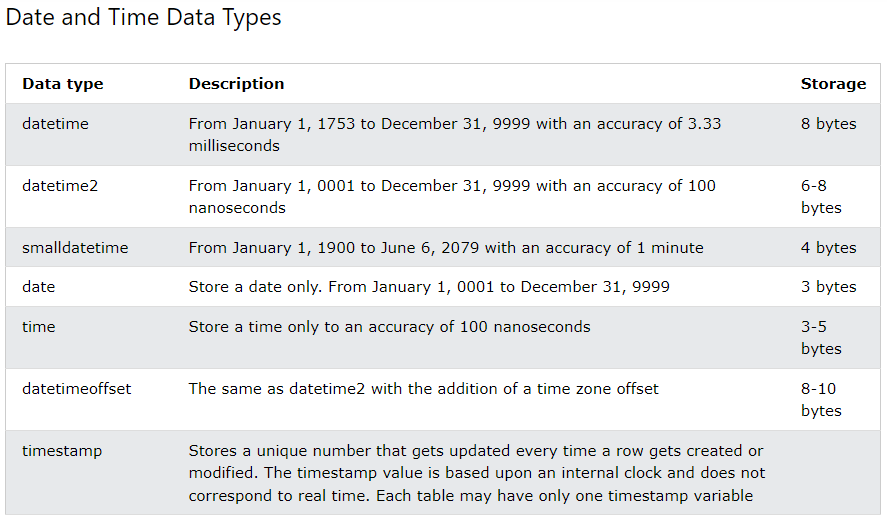 Date and Time Data Types
Data type Description Storage
datetime From January 1, 1753 to December 31, 9999 with an accuracy of 3.33 8 bytes
milliseconds
datetime2 From January 1, 0001 to December 31, 9999 with an accuracy of 100 6-8
nanoseconds bytes
smalldatetime From January 1, 1900 to June 6, 2079 with an accuracy of 1 minute 4 bytes
date Store a date only. From January 1, 0001 to December 31, 9999 3 bytes
time Store a time only to an accuracy of 100 nanoseconds 3-5
bytes
datetimeoffset The same as datetime2 with the addition of a time zone offset 8-10
bytes
timestamp Stores a unique number that gets updated every time a row gets created or
modified. The timestamp value is based upon an internal clock and does not
correspond to real time. Each table may have only one timestamp variable